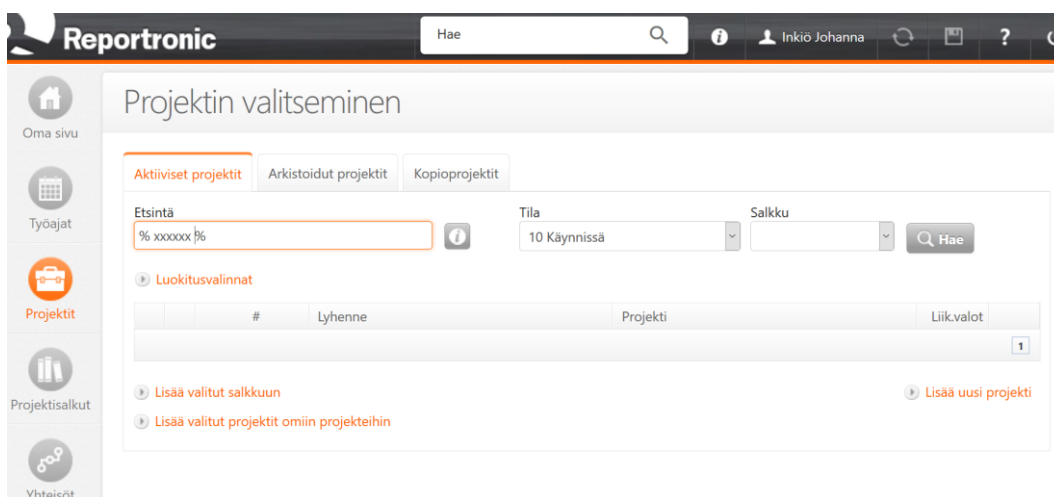 Reportronic
Hae
Inkiö Johanna
?
Oma sivu
Työajat
Projektit
Projektisalkut
Yhteisöt
Projektin valitseminen
Aktiiviset projektit
Arkistoidut projektit
Kopioprojektit
Etsintä
Tila
Salkku
% xxxxxx %
10 Käynnissä
Hae
Luokitusvalinnat
# Lyhenne Projekti Liik.valot
1
Lisää valitut salkkuun
Lisää uusi projekti
Lisää valitut projektit omiin projekteihin